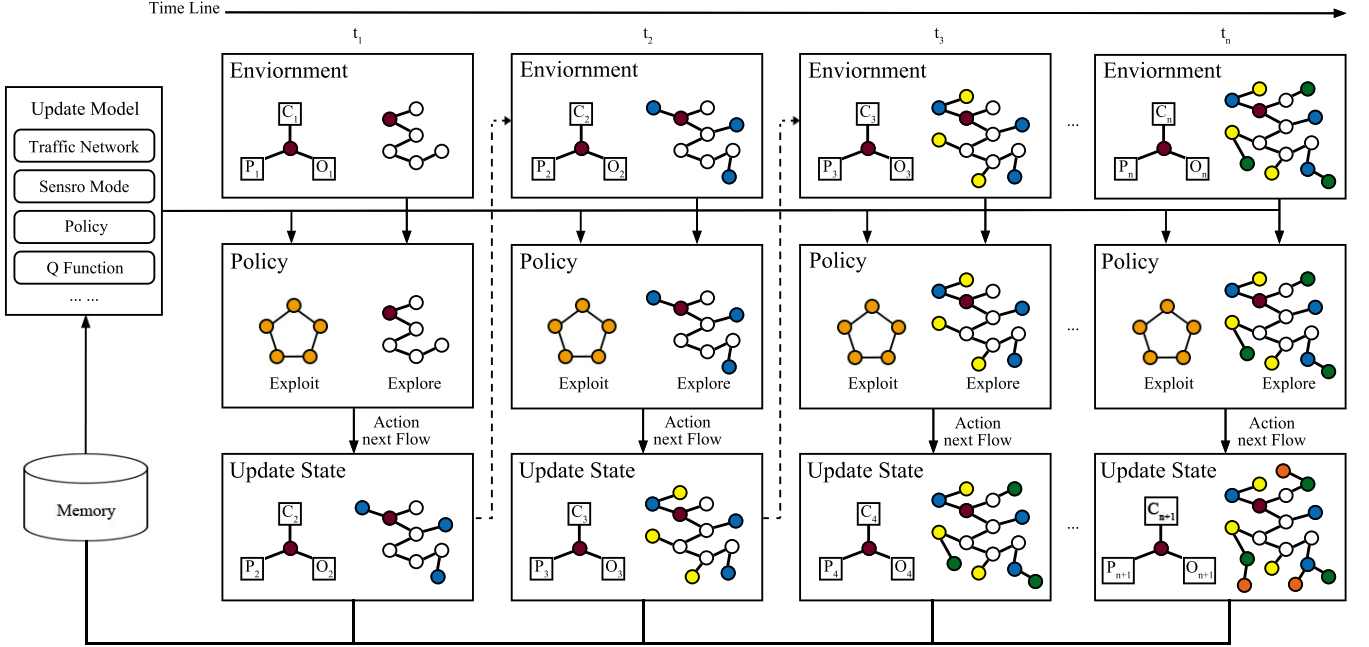 Time Line
t1
t2
t3
tn
Update Model
Traffic Network
Sensro Mode
Policy
Q Function
... ...
Memory
Enviornment
C1
P1
O1
Enviornment
C2
P2
O2
Enviornment
C3
P3
O3
...
Enviornment
Cn
Pn
On
Policy
Exploit
Explore
Policy
Exploit
Explore
Policy
Exploit
Explore
...
Policy
Exploit
Explore
Action
next Flow
Action
next Flow
Action
next Flow
Action
next Flow
Update State
C2
P2
O2
Update State
C3
P3
O3
Update State
C4
P4
O4
...
Update State
Cn+1
Pn+1
On+1